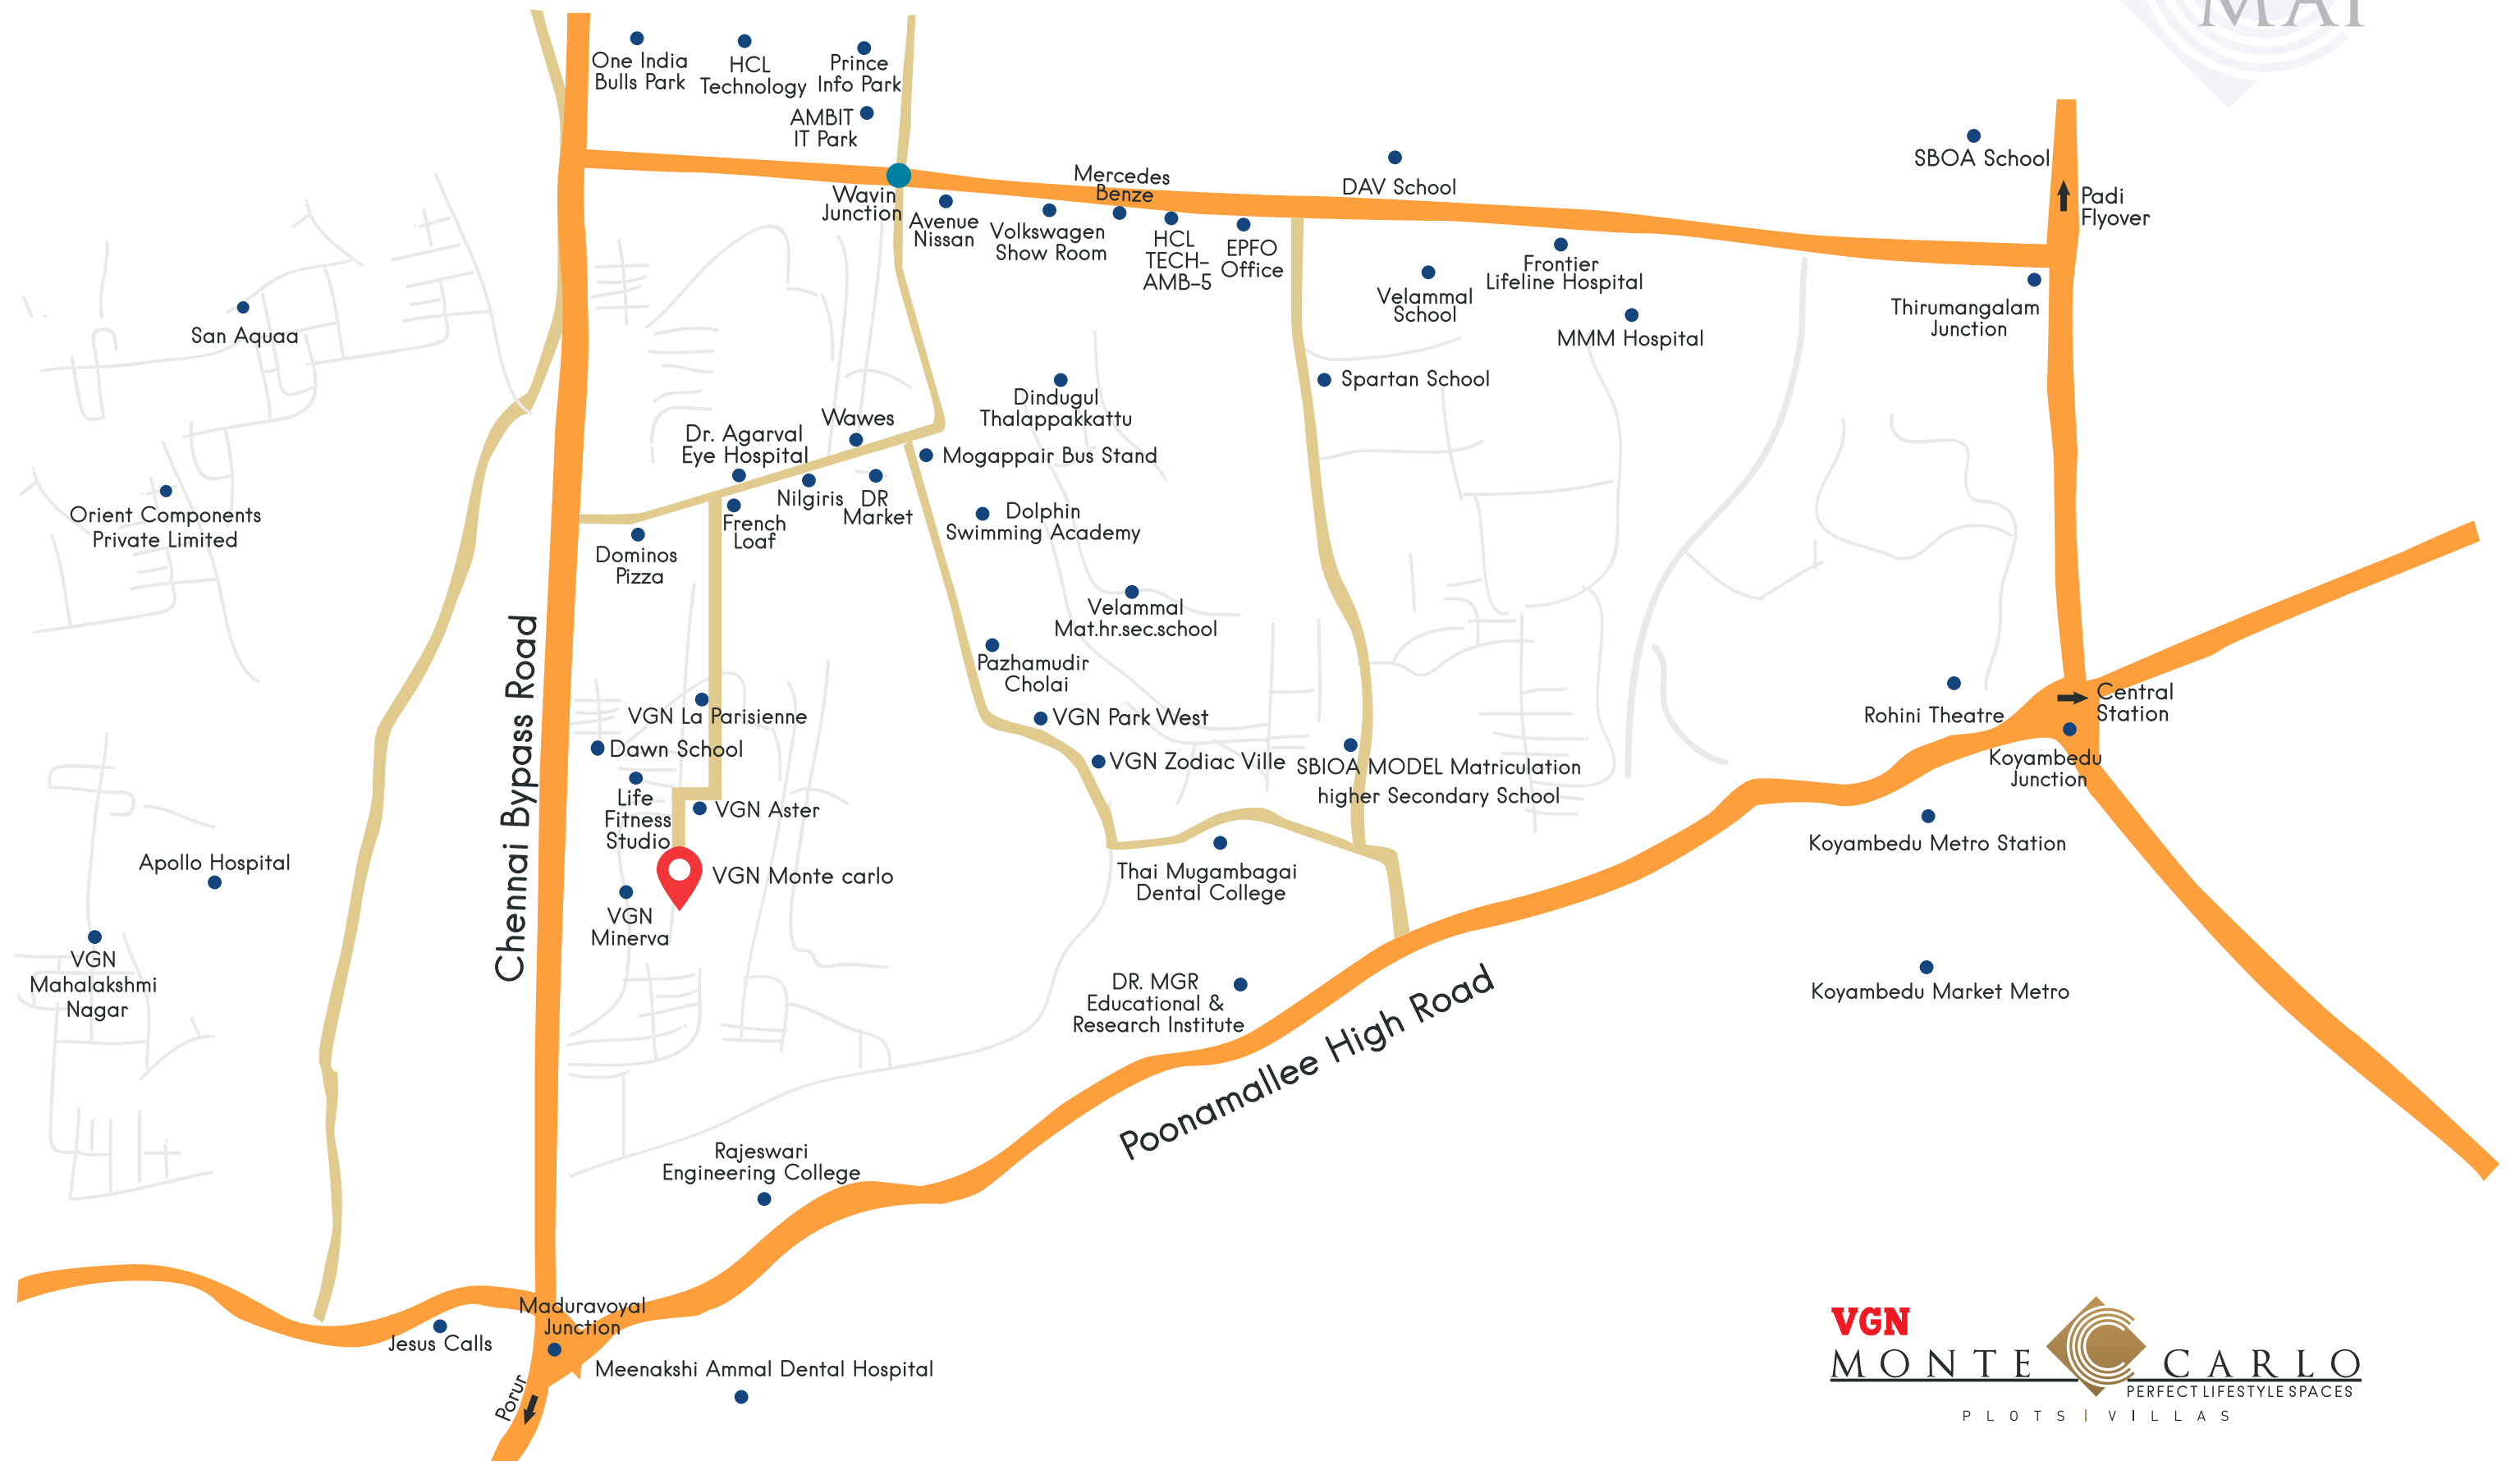 MAP
One India
Bulls Park
HCL
Technology
Prince
Info Park
AMBIT
IT Park
Wavin
Junction
Avenue
Nissan
Volkswagen
Show Room
Mercedes
Benze
HCL
TECH-
AMB-5
EPFO
Office
DAV School
SBOA School
Padi
Flyover
Velammal
School
Frontier
Lifeline Hospital
MMM Hospital
Thirumangalam
Junction
San Aquaa
Spartan School
Dindugul
Thalappakkattu
Wawes
Dr. Agarval
Eye Hospital
Mogappair Bus Stand
Nilgiris
DR
Market
French
Loaf
Dolphin
Swimming Academy
Orient Components
Private Limited
Dominos
Pizza
Velammal
Mat.hr.sec.school
Pazhamudir
Cholai
Chennai Bypass Road
VGN La Parisienne
VGN Park West
Dawn School
VGN Zodiac Ville
SBIOA MODEL Matriculation
higher Secondary School
Rohini Theatre
Central
Station
Koyambedu
Junction
Life
Fitness
Studio
VGN Aster
Koyambedu Metro Station
Apollo Hospital
VGN Monte carlo
Thai Mugambagai
Dental College
VGN
Minerva
VGN
Mahalakshmi
Nagar
DR. MGR
Educational &
Research Institute
Koyambedu Market Metro
Poonamallee High Road
Rajeswari
Engineering College
Maduravoyal
Junction
Jesus Calls
Meenakshi Ammal Dental Hospital
Porur
VGN
MONTE CARLO
PERFECT LIFESTYLE SPACES
PLOTS | VILLAS